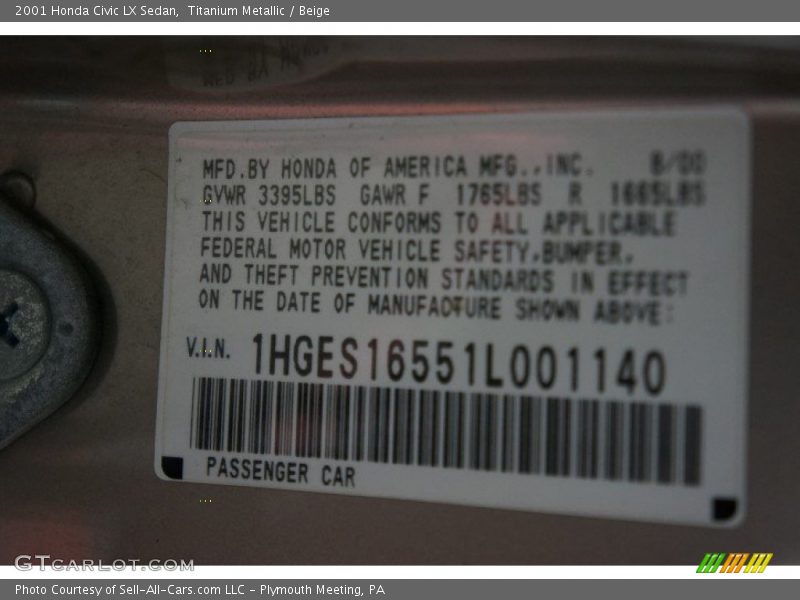 2001 Honda Civic LX Sedan, Titanium Metallic / Beige
MFD.BY HONDA OF AMERICA MFG.,INC. 8/00
GVWR 3395LBS GAWR F 1765LBS R 1665LBS
THIS VEHICLE CONFORMS TO ALL APPLICABLE
FEDERAL MOTOR VEHICLE SAFETY,BUMPER,
AND THEFT PREVENTION STANDARDS IN EFFECT
ON THE DATE OF MANUFACTURE SHOWN ABOVE:
V.I.N. 1HGES16551L001140
PASSENGER CAR
GTCARLOT.COM
Photo Courtesy of Sell-All-Cars.com LLC - Plymouth Meeting, PA